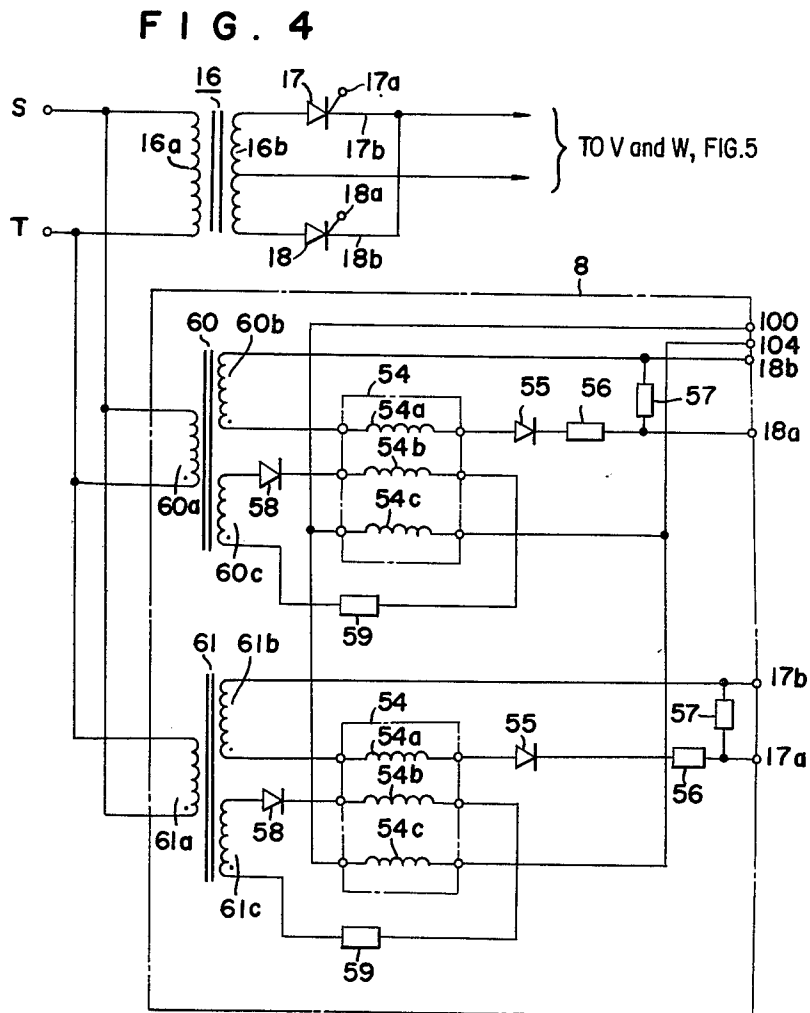 FIG. 4
16
17
17a
S
16a
16b
17b
TO V and W, FIG.5
18a
T
18
18b
8
60
60b
100
104
54
18b
54a
55
56
57
18a
54b
58
60a
54c
60c
59
61
61b
17b
54
55
57
54a
17a
54b
56
58
61a
54c
61c
59